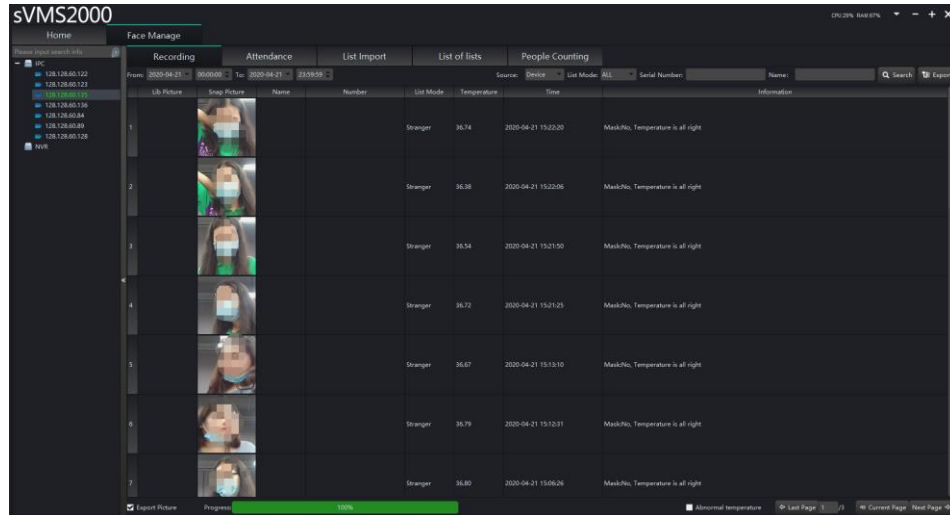 sVMS2000
CPU:28% RAM:87%
Home Face Manage
Please input search info
Recording Attendance List Import List of lists People Counting
IPC
From: 2020-04-21 00:00:00 To: 2020-04-21 23:59:59 Source: Device List Mode: ALL Serial Number: Name: Search Export
128.128.60.122
128.128.60.123
128.128.60.136
128.128.60.84
128.128.60.89
128.128.60.128
NVR
Lib Picture Snap Picture Name Number List Mode Temperature Time Information
1 Stranger 36.74 2020-04-21 15:22:20 Mask:No, Temperature is all right
2 Stranger 36.38 2020-04-21 15:22:06 Mask:No, Temperature is all right
3 Stranger 36.54 2020-04-21 15:21:50 Mask:No, Temperature is all right
4 Stranger 36.72 2020-04-21 15:21:25 Mask:No, Temperature is all right
5 Stranger 36.67 2020-04-21 15:13:10 Mask:No, Temperature is all right
6 Stranger 36.79 2020-04-21 15:12:31 Mask:No, Temperature is all right
7 Stranger 36.80 2020-04-21 15:06:26 Mask:No, Temperature is all right
Export Picture Progress: 100% Abnormal temperature Last Page 1 /3 Current Page Next Page